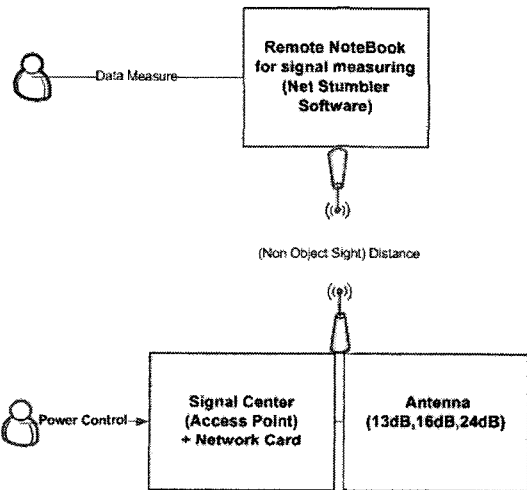 Remote NoteBook
for signal measuring
(Net Stumbler
Software)
Data Measure
(Non Object Sight) Distance
Power Control
Signal Center
(Access Point)
+ Network Card
Antenna
(13dB,16dB,24dB)